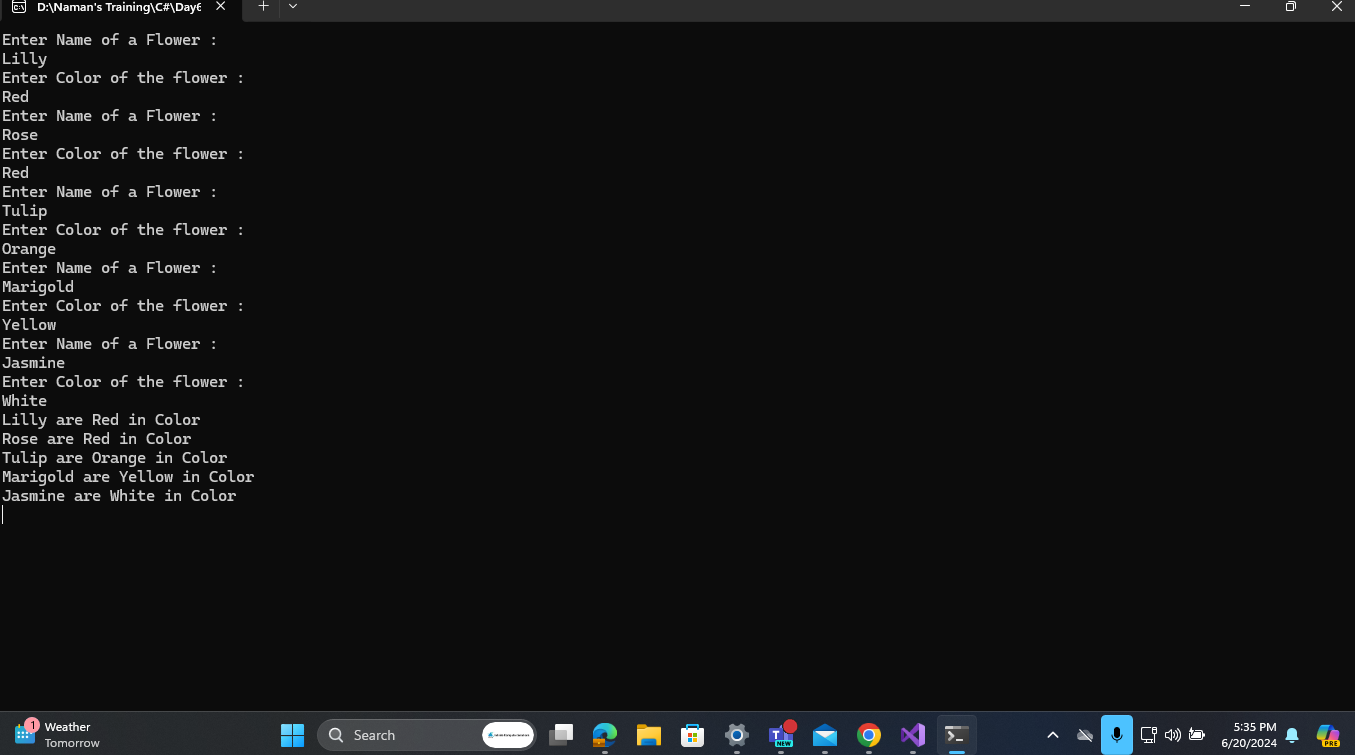 D:\Naman's Training\C#\Day6
Enter Name of a Flower :
Lilly
Enter Color of the flower :
Red
Enter Name of a Flower :
Rose
Enter Color of the flower :
Red
Enter Name of a Flower :
Tulip
Enter Color of the flower :
Orange
Enter Name of a Flower :
Marigold
Enter Color of the flower :
Yellow
Enter Name of a Flower :
Jasmine
Enter Color of the flower :
White
Lilly are Red in Color
Rose are Red in Color
Tulip are Orange in Color
Marigold are Yellow in Color
Jasmine are White in Color
1
Weather
Tomorrow
Search
NEW
5:35 PM
6/20/2024
PRE